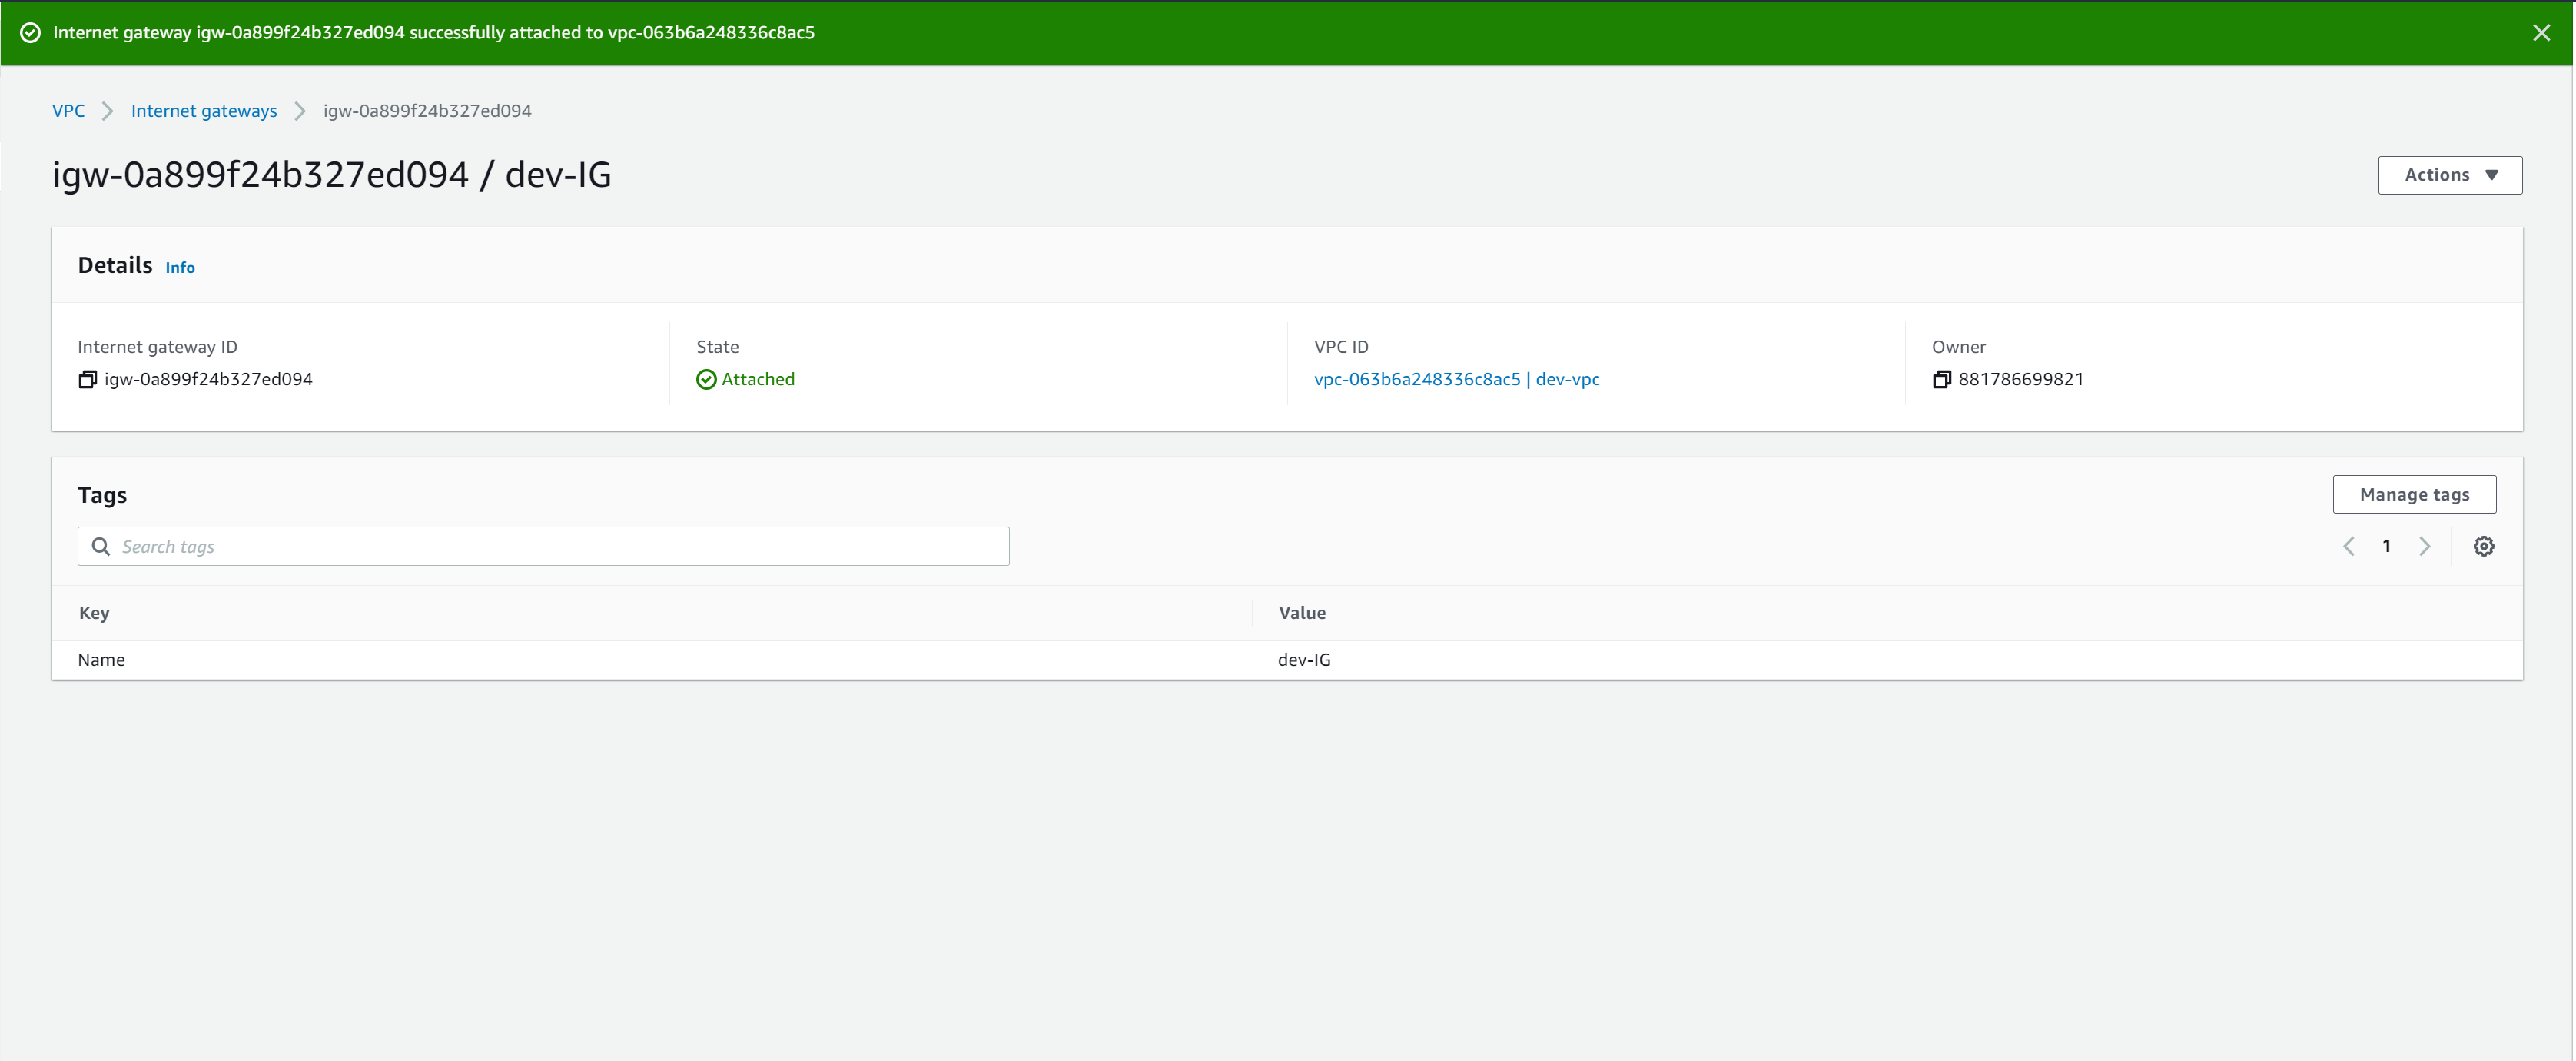 Internet gateway igw-0a899f24b327ed094 successfully attached to vpc-063b6a248336c8ac5
VPC Internet gateways igw-0a899f24b327ed094
igw-0a899f24b327ed094 / dev-IG
Actions
Details Info
Internet gateway ID State VPC ID Owner
igw-0a899f24b327ed094 Attached vpc-063b6a248336c8ac5 | dev-vpc 881786699821
Tags
Manage tags
Search tags
1
Key Value
Name dev-IG